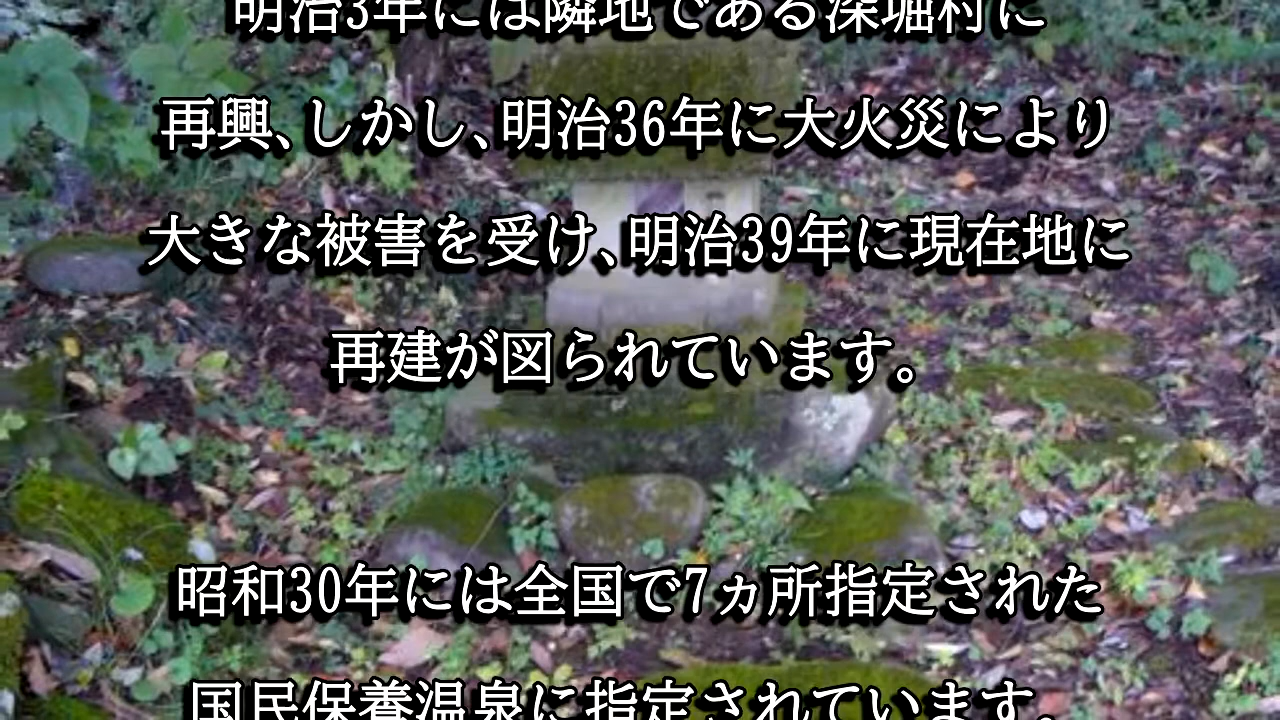 明治3年には隣地である深堀村に
再興、しかし、明治36年に大火災により
大きな被害を受け、明治39年に現在地に
再建が図られています。
昭和30年には全国で7ヵ所指定された
国民保養温泉に指定されています。